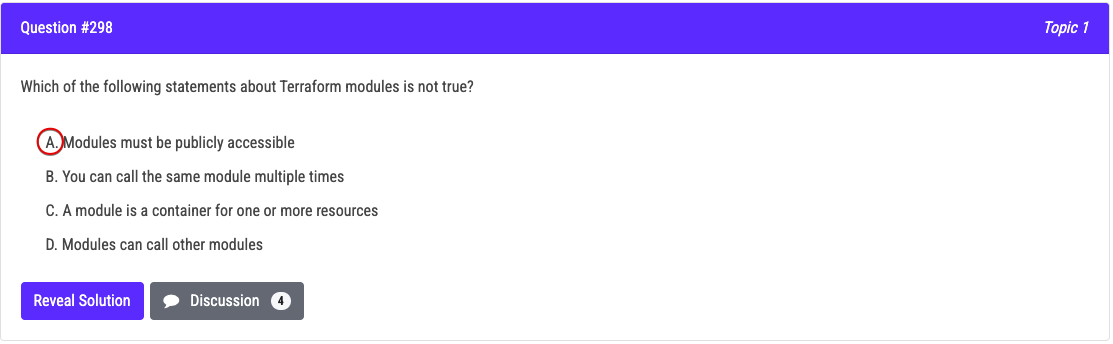 Question #298
Topic 1
Which of the following statements about Terraform modules is not true?
A. Modules must be publicly accessible
B. You can call the same module multiple times
C. A module is a container for one or more resources
D. Modules can call other modules
Reveal Solution
Discussion 4